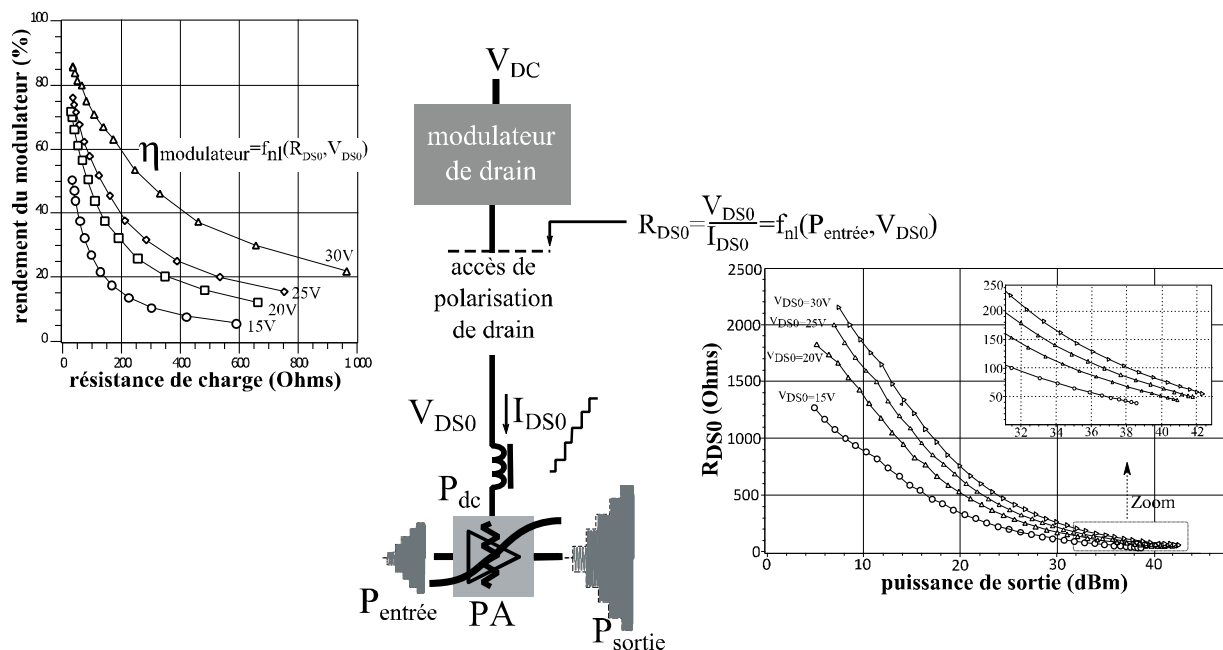 rendement du modulateur (%)
100
80
60
40
20
0
η modulateur=fnl(RDS0,VDS0)
30V
25V
20V
15V
0 200 400 600 800 1000
résistance de charge (Ohms)
VDC
modulateur
de drain
RDS0=VDS0/IDS0=fnl(Pentrée,VDS0)
accès de
polarisation
de drain
VDS0
IDS0
Pdc
Pentrée
PA
Psortie
RDS0 (Ohms)
2500
2000
1500
1000
500
0
VDS0=30V
VDS0=25V
VDS0=20V
VDS0=15V
250
200
150
100
50
32 34 36 38 40 42
Zoom
0 10 20 30 40
puissance de sortie (dBm)